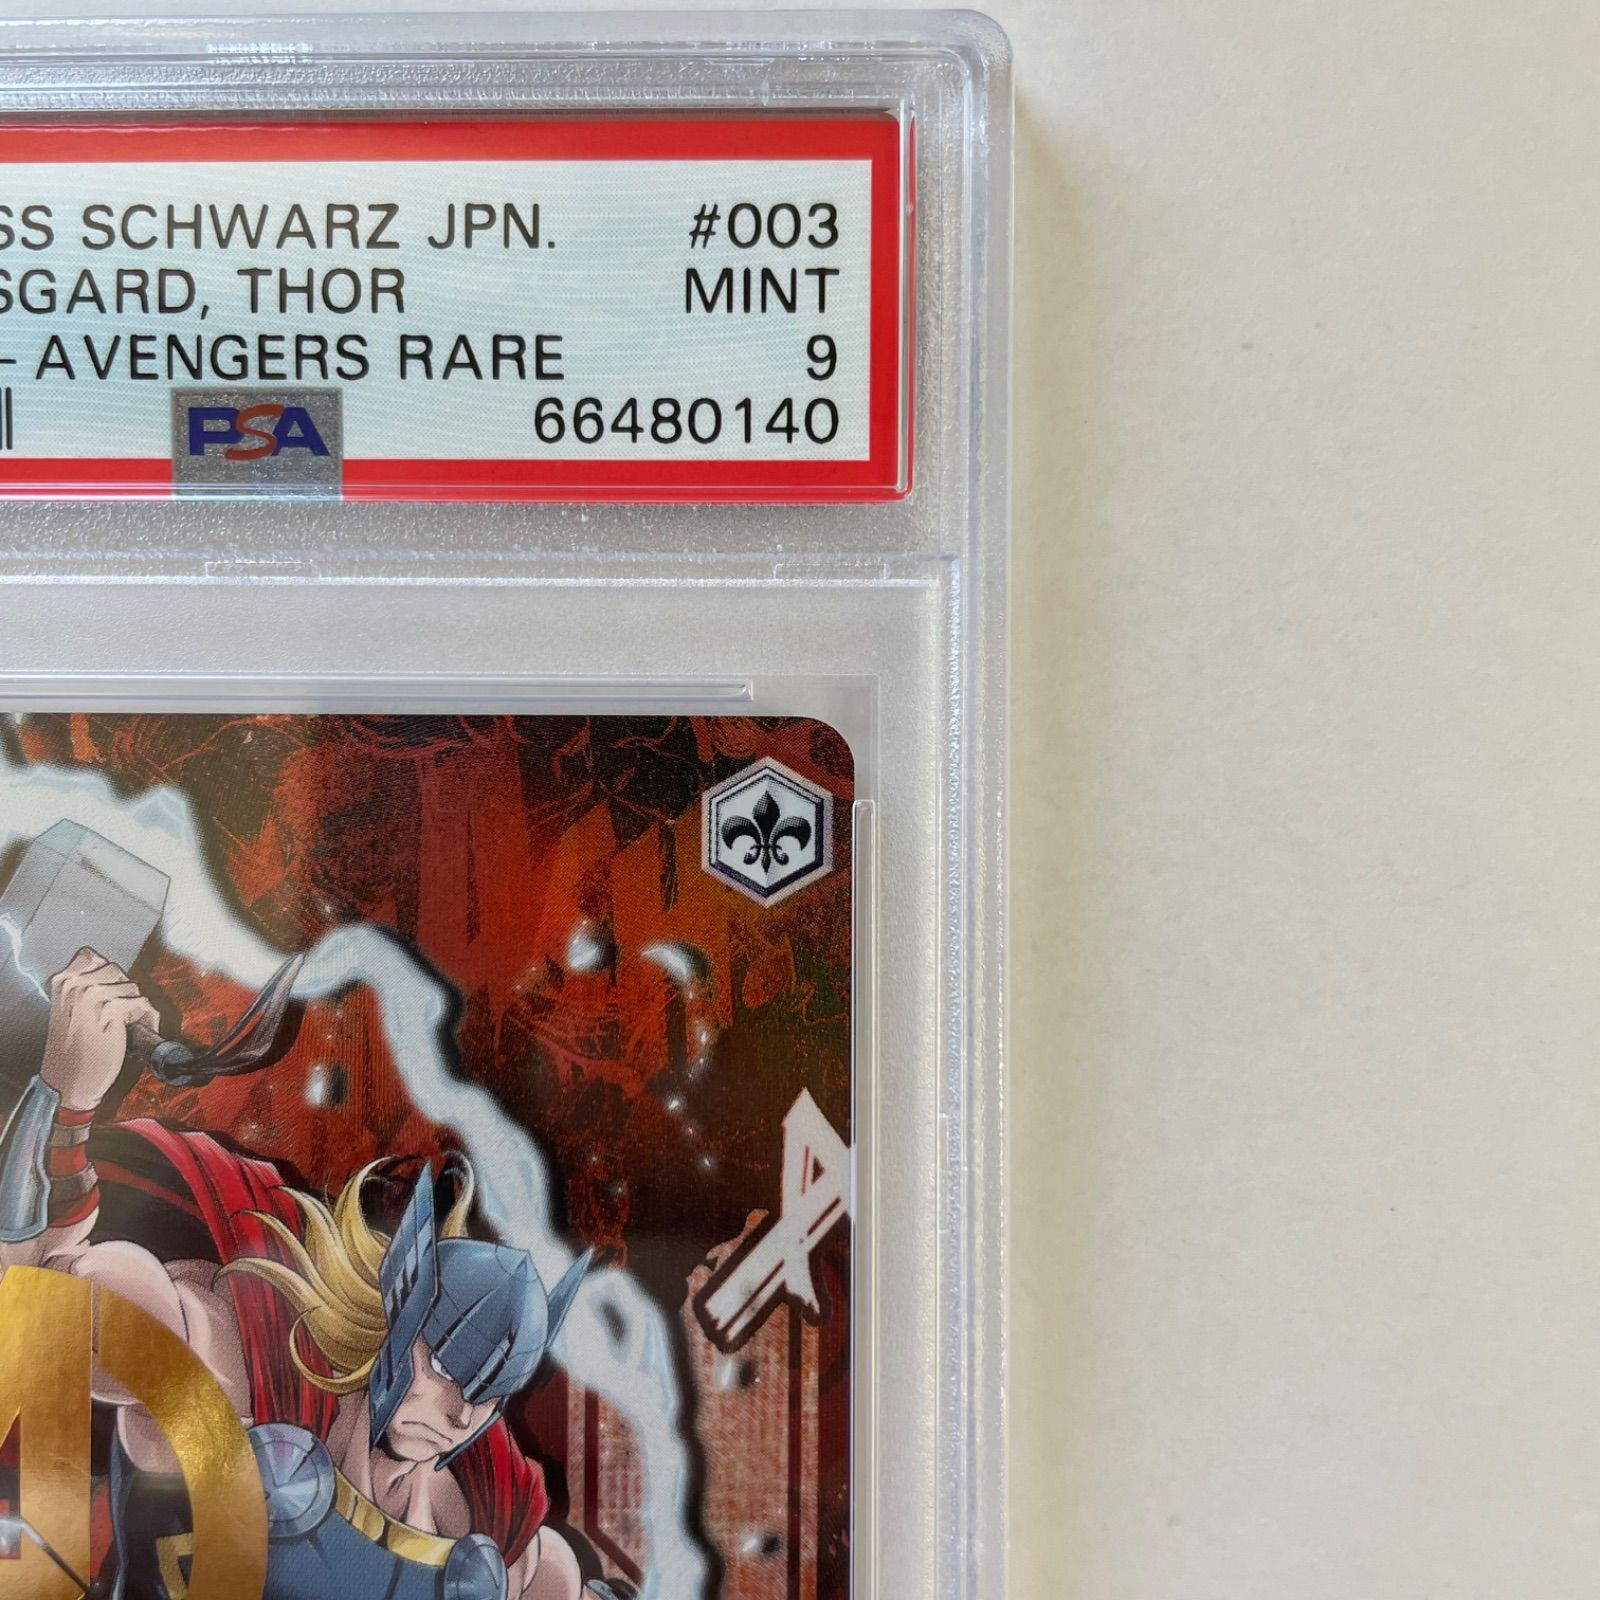 SS SCHWARZ JPN. #003
SGARD, THOR MINT
- AVENGERS RARE 9
PSA 66480140
A